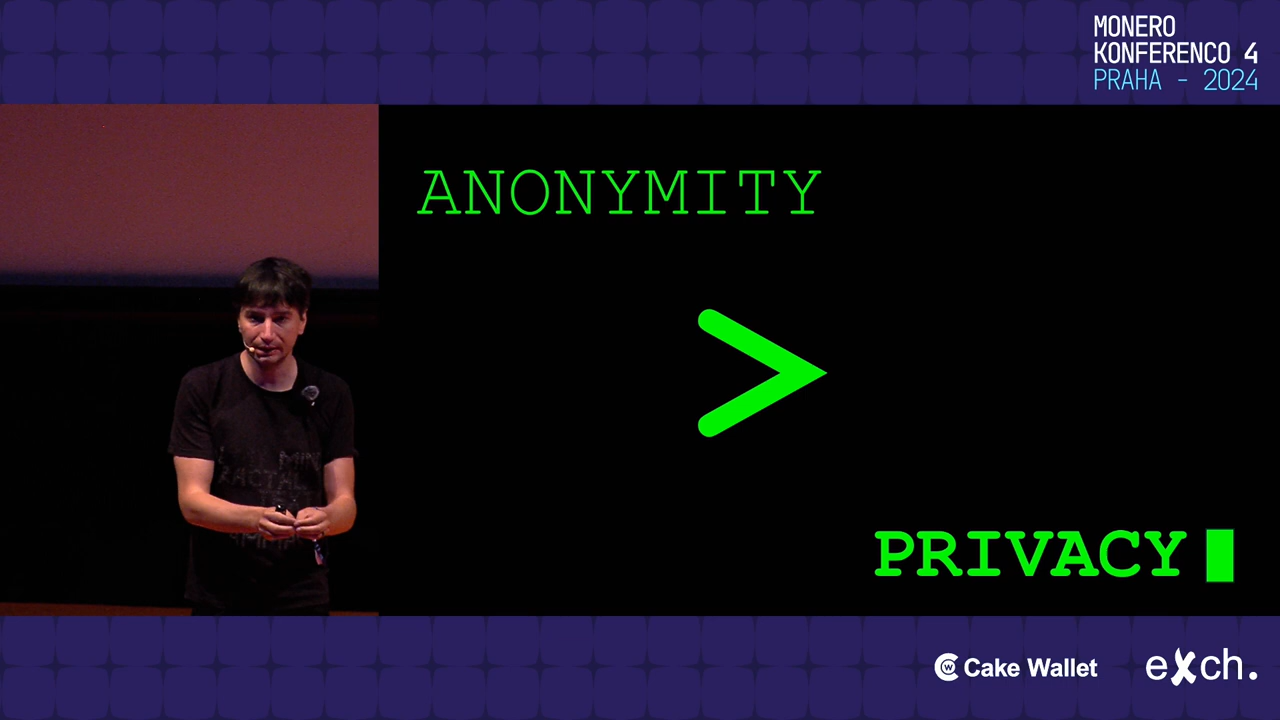 MONERO
KONFERENCO 4
PRAHA - 2024
ANONYMITY
>
PRIVACY
Cake Wallet
eXch.